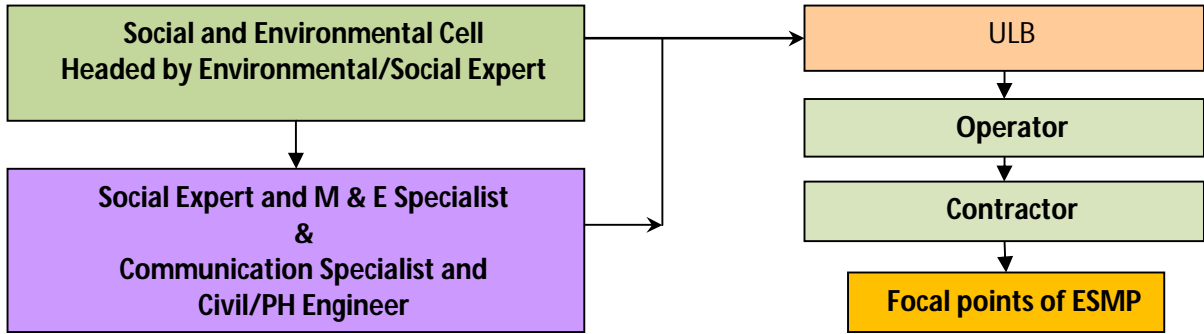 Social and Environmental Cell
Headed by Environmental/Social Expert
Social Expert and M & E Specialist
&
Communication Specialist and
Civil/PH Engineer
ULB
Operator
Contractor
Focal points of ESMP